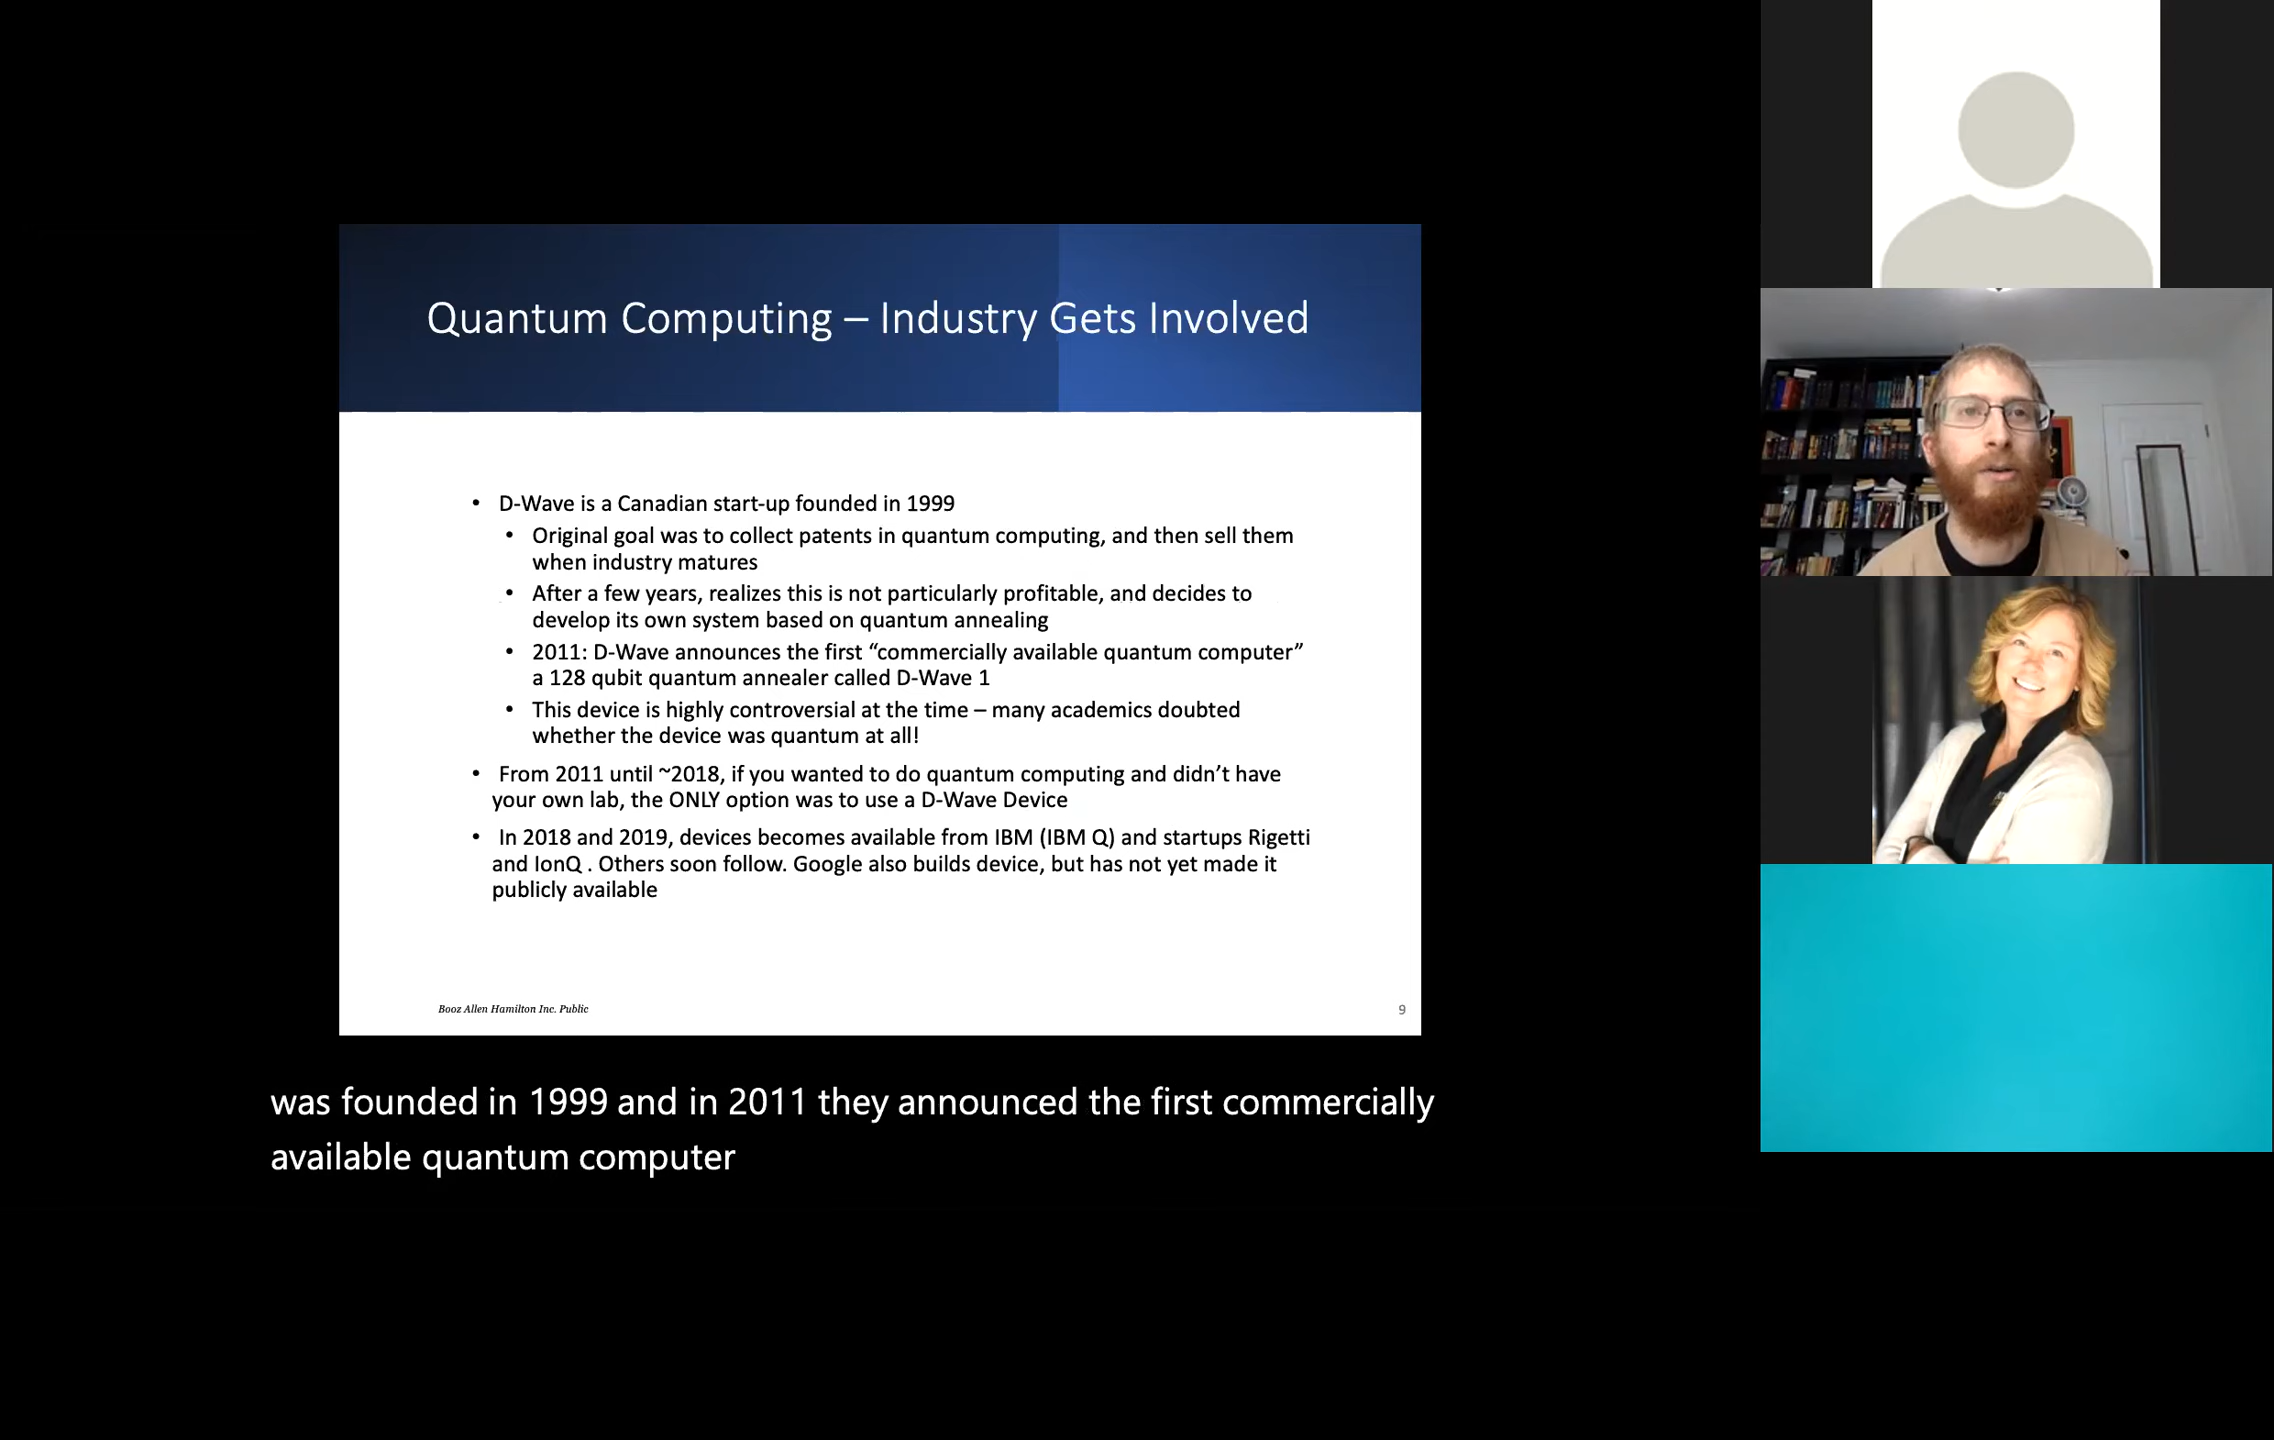 Quantum Computing – Industry Gets Involved
• D-Wave is a Canadian start-up founded in 1999
• Original goal was to collect patents in quantum computing, and then sell them
when industry matures
• After a few years, realizes this is not particularly profitable, and decides to
develop its own system based on quantum annealing
• 2011: D-Wave announces the first “commercially available quantum computer”
a 128 qubit quantum annealer called D-Wave 1
• This device is highly controversial at the time – many academics doubted
whether the device was quantum at all!
• From 2011 until ~2018, if you wanted to do quantum computing and didn’t have
your own lab, the ONLY option was to use a D-Wave Device
• In 2018 and 2019, devices becomes available from IBM (IBM Q) and startups Rigetti
and IonQ . Others soon follow. Google also builds device, but has not yet made it
publicly available
Booz Allen Hamilton Inc. Public
9
was founded in 1999 and in 2011 they announced the first commercially
available quantum computer